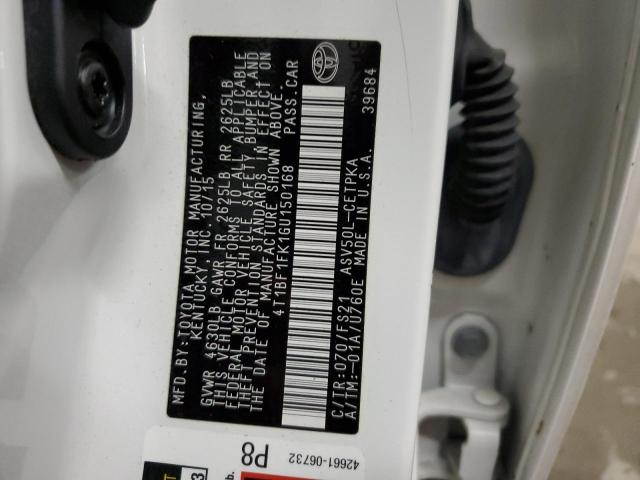 MFD.BY:TOYOTA MOTOR MANUFACTURING,
KENTUCKY, INC. 10/15
GVWR 4630LB GAWR FR 2625LB RR 2625LB
THIS VEHICLE CONFORMS TO ALL APPLICABLE
FEDERAL MOTOR VEHICLE SAFETY, BUMPER, AND
THEFT PREVENTION STANDARDS IN EFFECT ON
THE DATE OF MANUFACTURE SHOWN ABOVE.
4T1BF1FK1GU150168 PASS.CAR
C/TR:070/FS21 ASV50L-CETPKA
A/TM:-01A/U760E MADE IN U.S.A. 39684
42661-06732
P8